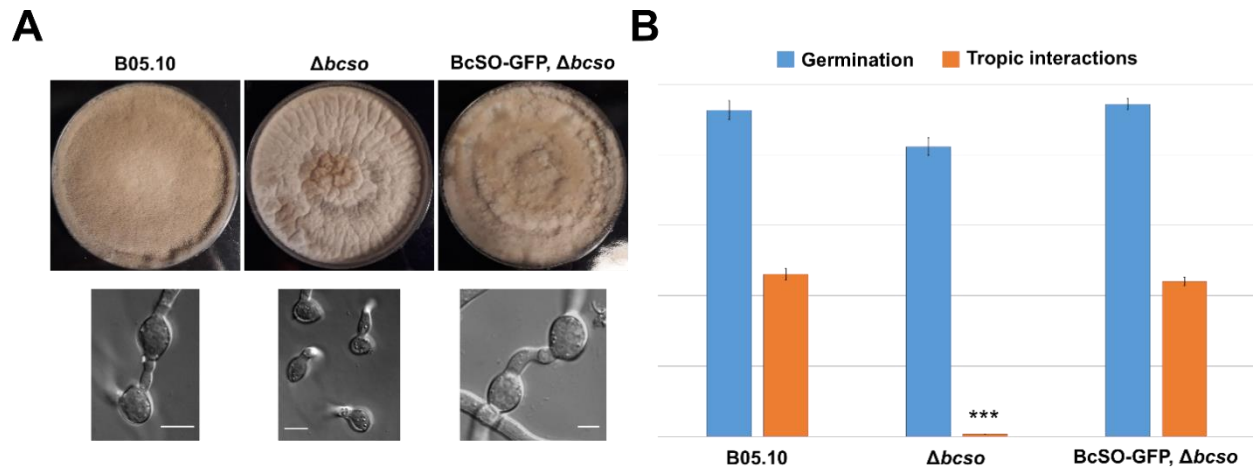 A
B
B05.10
Δbcso
BcSO-GFP, Δbcso
Germination
Tropic interactions
***
B05.10
Δbcso
BcSO-GFP, Δbcso